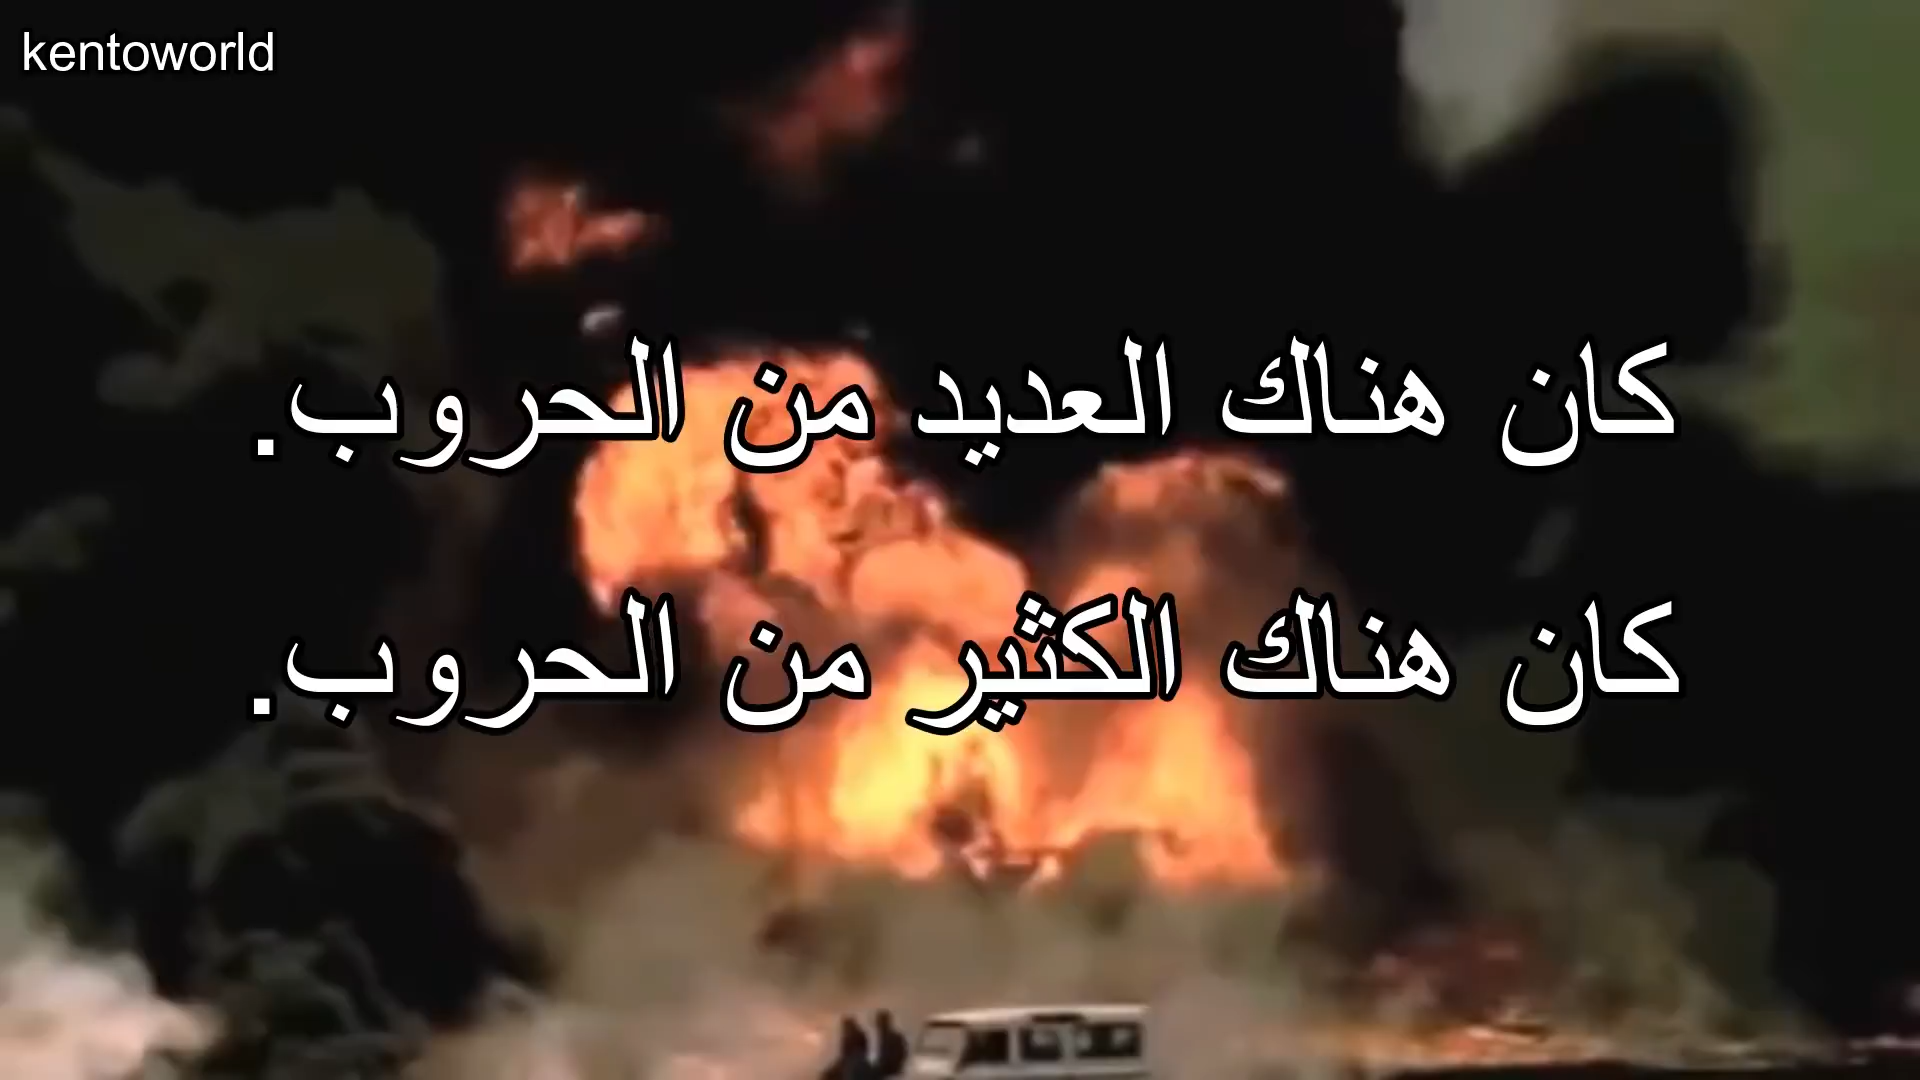 kentoworld
كان هناك العديد من الحروب.
كان هناك الكثير من الحروب.